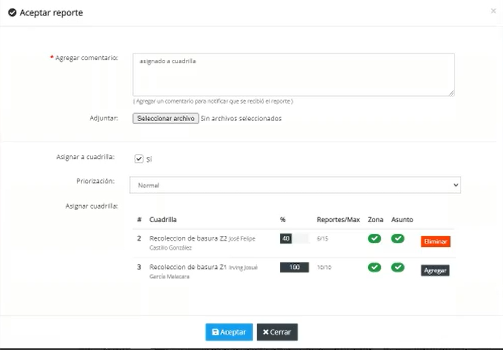 Aceptar reporte
×
* Agregar comentario:
asignado a cuadrilla
( Agregar un comentario para notificar que se recibió el reporte )
Adjuntar:
Seleccionar archivo Sin archivos seleccionados
Asignar a cuadrilla:
Sí
Priorización:
Normal
Asignar cuadrilla:
# Cuadrilla % Reportes/Max Zona Asunto
2 Recoleccion de basura Z2 José Felipe
Castillo González
40 6/15 Eliminar
3 Recoleccion de basura Z1 Irving Josué
García Malacara
100 10/10 Agregar
Aceptar
× Cerrar